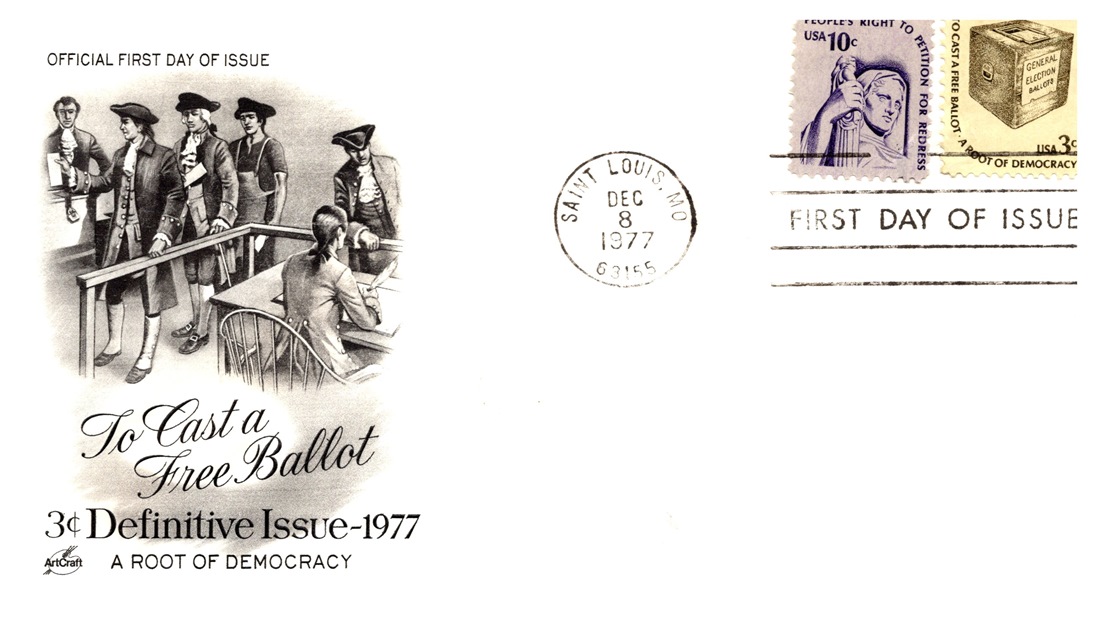 OFFICIAL FIRST DAY OF ISSUE
To Cast a
Free Ballot
3¢ Definitive Issue-1977
ArtCraft
A ROOT OF DEMOCRACY
SAINT LOUIS, MO
DEC
8
1977
63155
PEOPLE'S RIGHT TO PETITION FOR REDRESS
USA 10c
TO CAST A FREE BALLOT · A ROOT OF DEMOCRACY
GENERAL
ELECTION
BALLOTS
USA 3c
FIRST DAY OF ISSUE